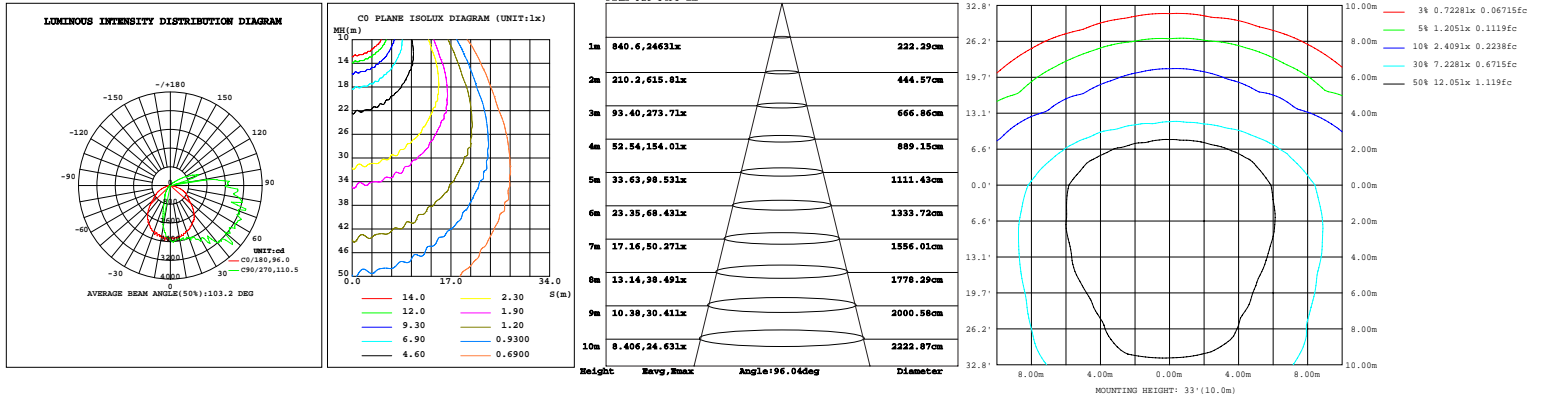 LUMINOUS INTENSITY DISTRIBUTION DIAGRAM
-/+180
-150
150
-120
120
-90
90
-60
60
-30
30
0
0
800
1600
3200
4000
UNIT:cd
C0/180,96.0
C90/270,110.5
AVERAGE BEAM ANGLE(50%):103.2 DEG
C0 PLANE ISOLUX DIAGRAM (UNIT:lx)
MH(m)
10
14
18
22
26
30
34
38
42
46
50
0.0
17.0
34.0
S(m)
14.0
2.30
12.0
1.90
9.30
1.20
6.90
0.9300
4.60
0.6900
1m 840.6,2463lx 222.29cm
2m 210.2,615.8lx 444.57cm
3m 93.40,273.7lx 666.86cm
4m 52.54,154.0lx 889.15cm
5m 33.63,98.53lx 1111.43cm
6m 23.35,68.43lx 1333.72cm
7m 17.16,50.27lx 1556.01cm
8m 13.14,38.49lx 1778.29cm
9m 10.38,30.41lx 2000.58cm
10m 8.406,24.63lx 2222.87cm
Height Eavg,Emax Angle:96.04deg Diameter
32.8' 10.00m
26.2' 8.00m
19.7' 6.00m
13.1' 4.00m
6.6' 2.00m
0.0' 0.00m
6.6' 2.00m
13.1' 4.00m
19.7' 6.00m
26.2' 8.00m
32.8' 10.00m
8.00m 4.00m 0.00m 4.00m 8.00m
MOUNTING HEIGHT: 33'(10.0m)
3% 0.7228lx 0.06715fc
5% 1.205lx 0.1119fc
10% 2.409lx 0.2238fc
30% 7.228lx 0.6715fc
50% 12.05lx 1.119fc